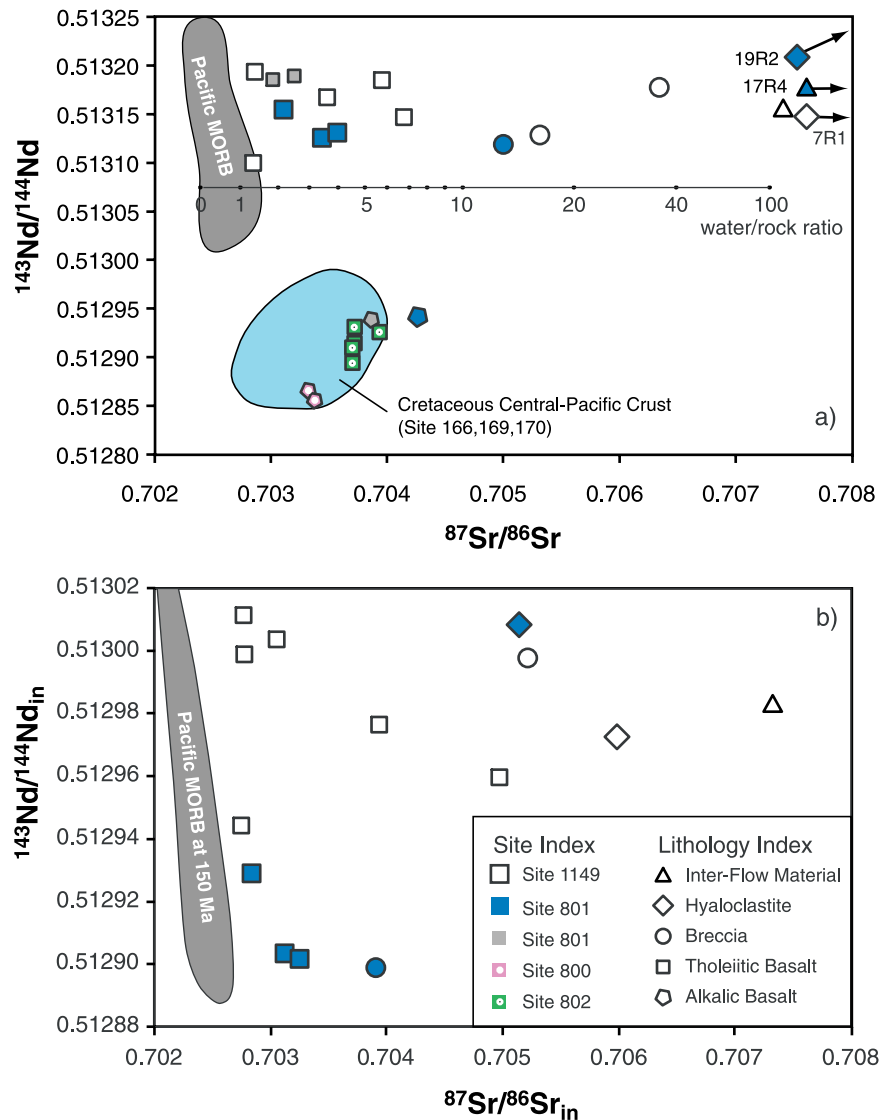 0.51325
0.51320
0.51315
0.51310
0.51305
0.51300
0.51295
0.51290
0.51285
0.51280
143Nd/144Nd
Pacific MORB
19R2
17R4
7R1
0 1 5 10 20 40 100
water/rock ratio
Cretaceous Central-Pacific Crust
(Site 166,169,170)
a)
0.702 0.703 0.704 0.705 0.706 0.707 0.708
87Sr/86Sr
0.51302
0.51300
0.51298
0.51296
0.51294
0.51292
0.51290
0.51288
143Nd/144Ndin
Pacific MORB at 150 Ma
b)
Site Index
Site 1149
Site 801
Site 801
Site 800
Site 802
Lithology Index
Inter-Flow Material
Hyaloclastite
Breccia
Tholeiitic Basalt
Alkalic Basalt
0.702 0.703 0.704 0.705 0.706 0.707 0.708
87Sr/86Srin